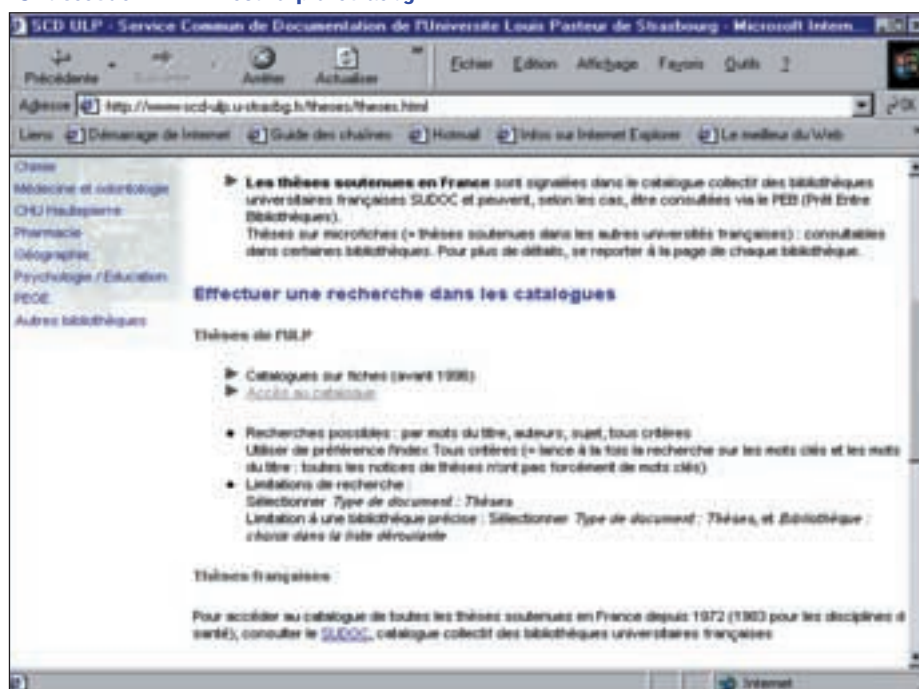 SCD ULP - Service Commun de Documentation de l'Universite Louis Pasteur de Strasbourg - Microsoft Intern...
Précédente Arrêter Actualiser Fichier Edition Affichage Favoris Outils ?
Adresse http://www-scd-ulp.u-strasbg.fr/theses/theses.html OK
Liens Démarrage de Internet Guide des chaînes Hotmail Infos sur Internet Explorer Le meilleur du Web
Chimie
Médecine et odontologie
CHU Hautepierre
Pharmacie
Géographie
Psychologie / Education
PEGE
Autres bibliothèques
Les thèses soutenues en France sont signalées dans le catalogue collectif des bibliothèques
universitaires françaises SUDOC et peuvent, selon les cas, être consultées via le PEB (Prêt Entre
Bibliothèques).
Thèses sur microfiches (= thèses soutenues dans les autres universités françaises) : consultables
dans certaines bibliothèques. Pour plus de détails, se reporter à la page de chaque bibliothèque.
Effectuer une recherche dans les catalogues
Thèses de l'ULP
Catalogues sur fiches (avant 1996)
Accès au catalogue
Recherches possibles : par mots du titre, auteurs, sujet, tous critères
Utiliser de préférence l'index Tous critères (= lance à la fois la recherche sur les mots clés et les mots
du titre : toutes les notices de thèses n'ont pas forcément de mots clés)
Limitations de recherche :
Sélectionner Type de document : Thèses
Limitation à une bibliothèque précise : Sélectionner Type de document : Thèses, et Bibliothèque :
choisir dans la liste déroulante
Thèses françaises
Pour accéder au catalogue de toutes les thèses soutenues en France depuis 1972 (1983 pour les disciplines d
santé), consulter le SUDOC, catalogue collectif des bibliothèques universitaires françaises
Internet